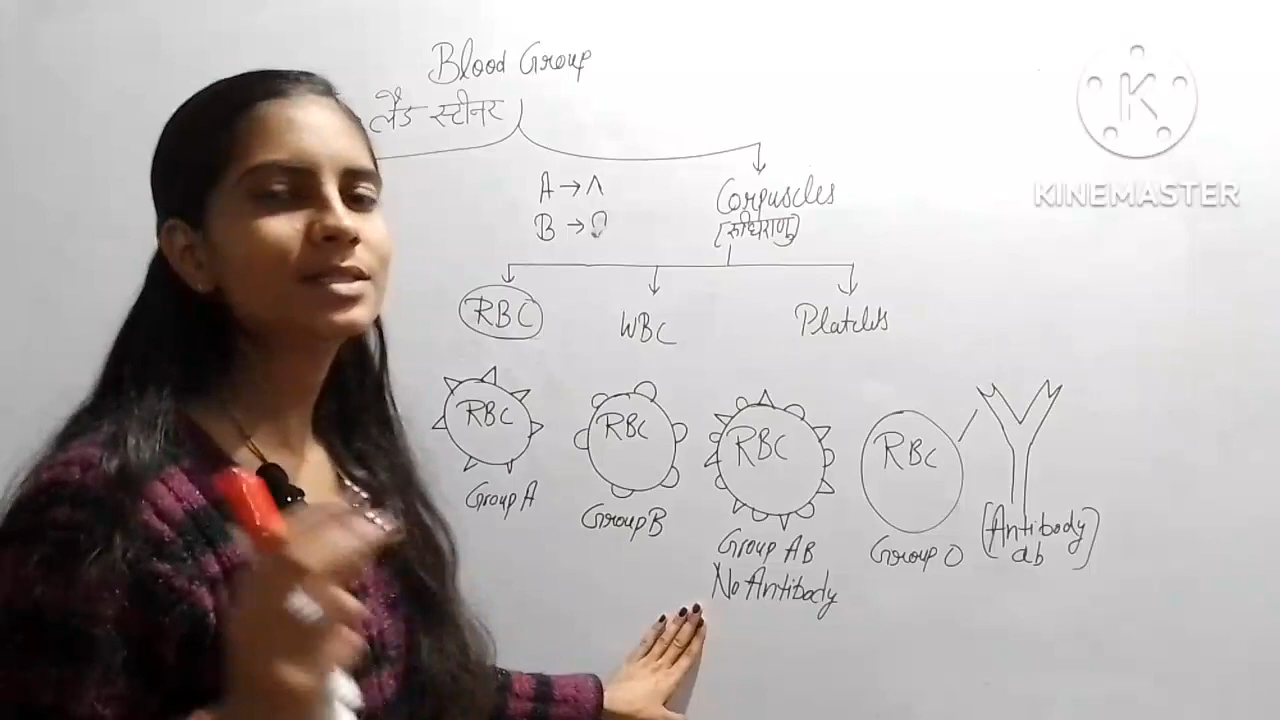 Blood Group
लैंड स्टीनर
A → ∧
B →
Corpuscles
(रूधिराणु)
RBC
WBC
Platelets
RBC
RBC
RBC
RBC
Group A
Group B
Group AB
No Antibody
Group O
(Antibody
ab)
K
KINEMASTER